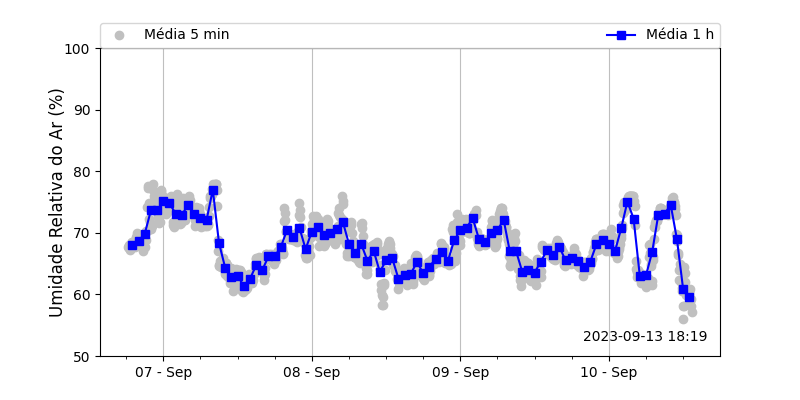 Média 5 min
Média 1 h
Umidade Relativa do Ar (%)
100
90
80
70
60
50
2023-09-13 18:19
07 - Sep
08 - Sep
09 - Sep
10 - Sep